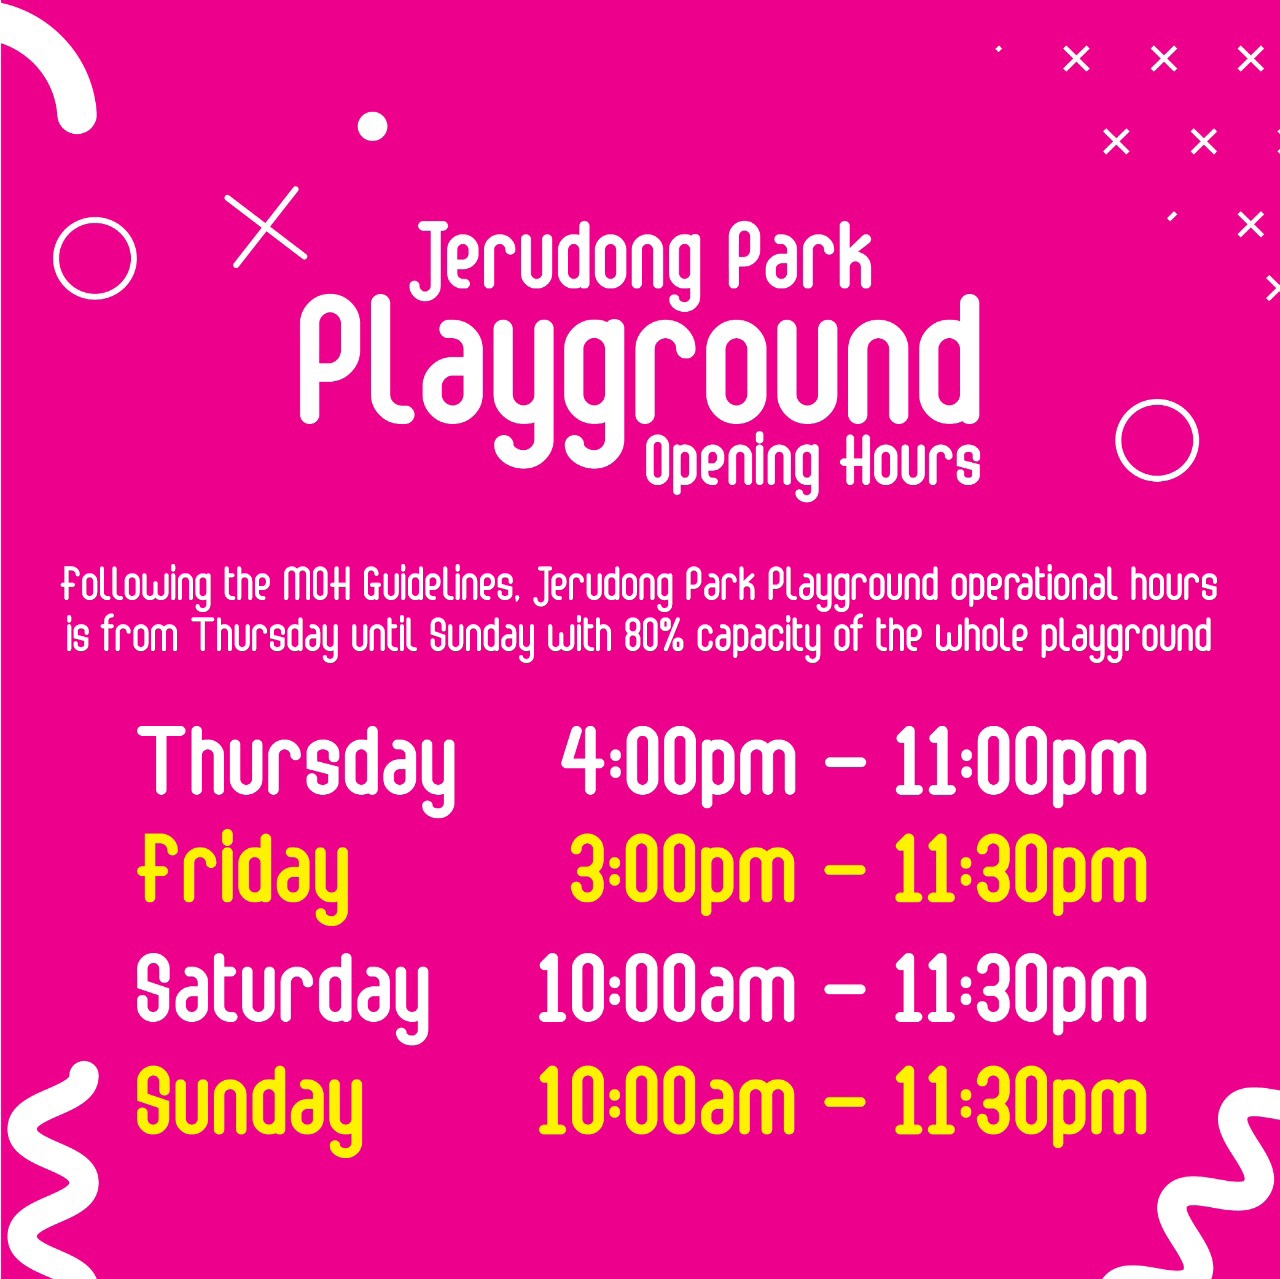 Jerudong Park
Playground
Opening Hours
Following the MOH Guidelines, Jerudong Park Playground operational hours
is from Thursday until Sunday with 80% capacity of the whole playground
Thursday 4:00pm – 11:00pm
Friday 3:00pm – 11:30pm
Saturday 10:00am – 11:30pm
Sunday 10:00am – 11:30pm